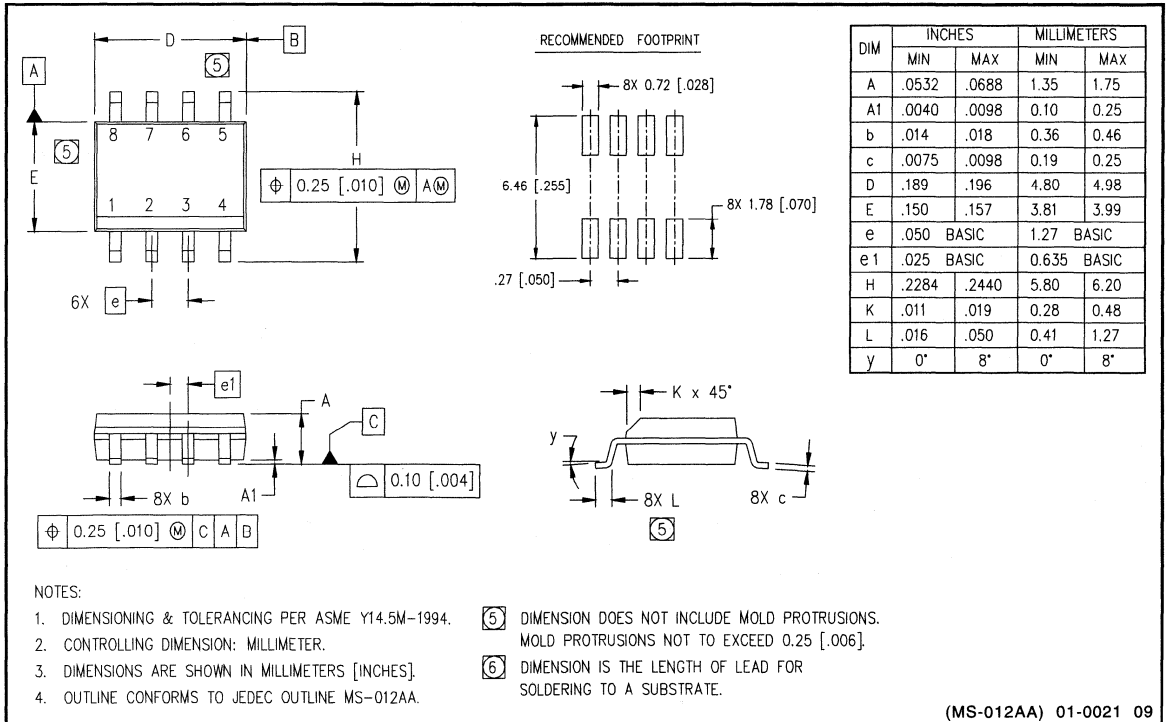 D
B
5
A
8 7 6 5
5
E
H
⌖ 0.25 [.010] Ⓜ AⓂ
1 2 3 4
6X e
RECOMMENDED FOOTPRINT
8X 0.72 [.028]
6.46 [.255]
8X 1.78 [.070]
.27 [.050]
DIM INCHES MILLIMETERS
MIN MAX MIN MAX
A .0532 .0688 1.35 1.75
A1 .0040 .0098 0.10 0.25
b .014 .018 0.36 0.46
c .0075 .0098 0.19 0.25
D .189 .196 4.80 4.98
E .150 .157 3.81 3.99
e .050 BASIC 1.27 BASIC
e1 .025 BASIC 0.635 BASIC
H .2284 .2440 5.80 6.20
K .011 .019 0.28 0.48
L .016 .050 0.41 1.27
y 0° 8° 0° 8°
e1
A
C
⌓ 0.10 [.004]
8X b
A1
⌖ 0.25 [.010] Ⓜ C A B
K x 45°
y
8X L
8X c
5
NOTES:
1. DIMENSIONING & TOLERANCING PER ASME Y14.5M-1994.
2. CONTROLLING DIMENSION: MILLIMETER.
3. DIMENSIONS ARE SHOWN IN MILLIMETERS [INCHES].
4. OUTLINE CONFORMS TO JEDEC OUTLINE MS-012AA.
5 DIMENSION DOES NOT INCLUDE MOLD PROTRUSIONS.
MOLD PROTRUSIONS NOT TO EXCEED 0.25 [.006].
6 DIMENSION IS THE LENGTH OF LEAD FOR
SOLDERING TO A SUBSTRATE.
(MS-012AA) 01-0021 09